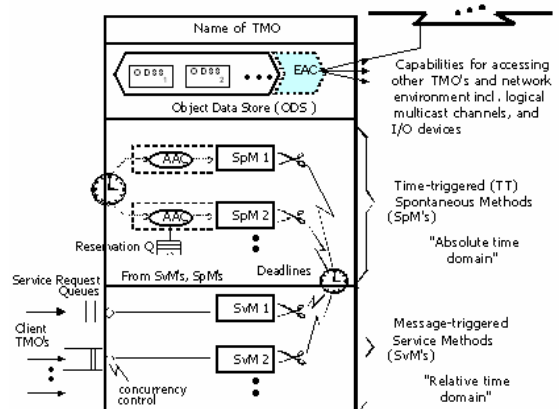 Name of TMO
ODSS 1
ODSS 2
EAC
Object Data Store (ODS)
Capabilities for accessing
other TMO's and network
environment incl. logical
multicast channels, and
I/O devices
AAC
SpM 1
AAC
SpM 2
Reservation Q
From SvM's, SpM's
Deadlines
Time-triggered (TT)
Spontaneous Methods
(SpM's)
"Absolute time
domain"
Service Request
Queues
Client
TMO's
SvM 1
SvM 2
concurrency
control
Message-triggered
Service Methods
(SvM's)
"Relative time
domain"